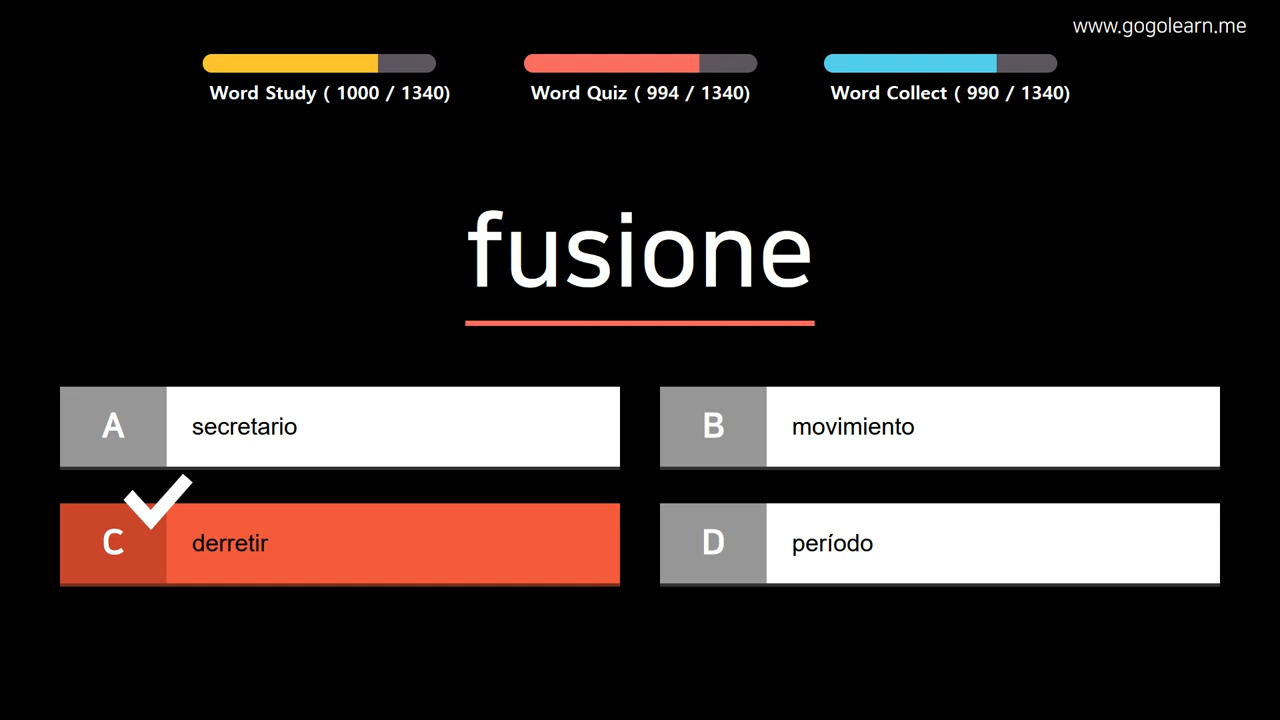 www.gogolearn.me
Word Study ( 1000 / 1340)
Word Quiz ( 994 / 1340)
Word Collect ( 990 / 1340)
fusione
A
secretario
B
movimiento
C
derretir
D
período